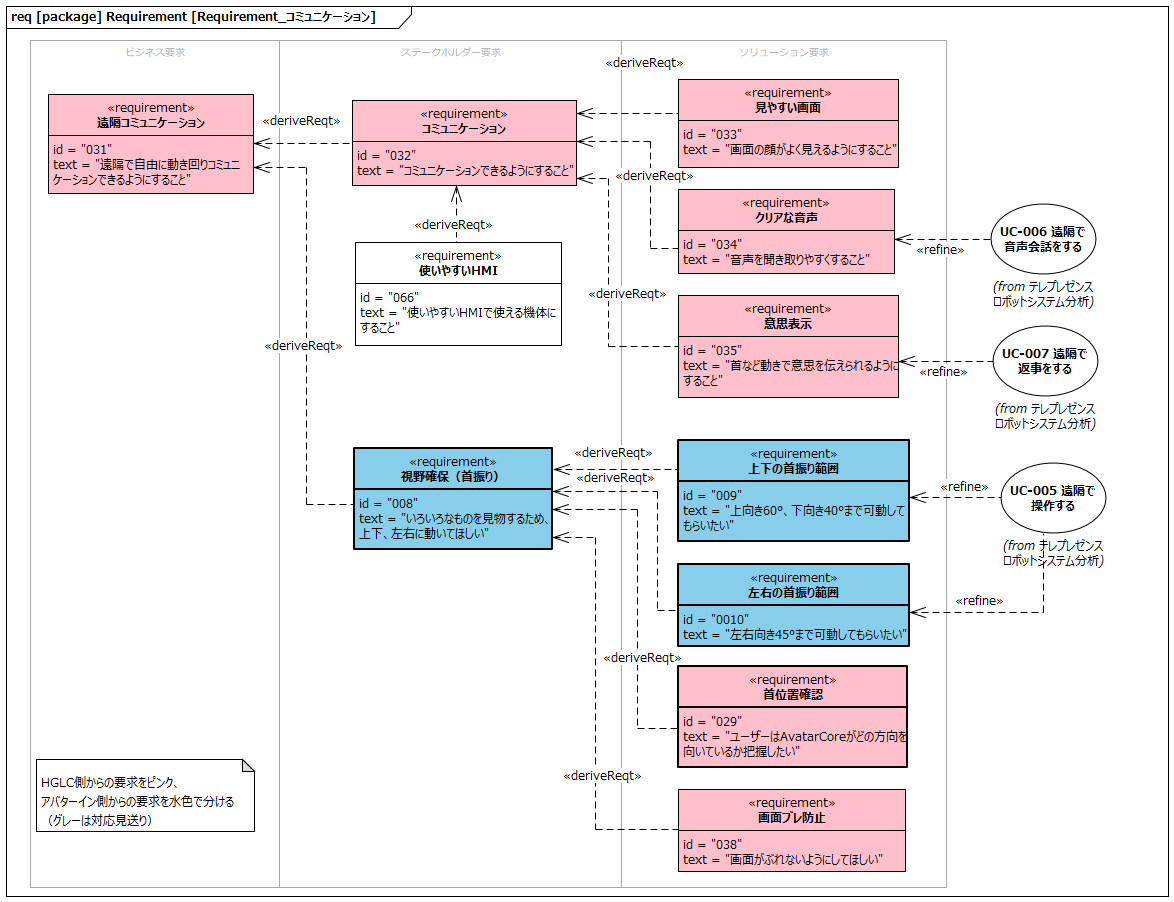 req [package] Requirement [Requirement_コミュニケーション]
ビジネス要求
ステークホルダー要求
ソリューション要求
«deriveReqt»
«requirement»
遠隔コミュニケーション
id = "031"
text = "遠隔で自由に動き回りコミュニ
ケーションできるようにすること"
«deriveReqt»
«requirement»
コミュニケーション
id = "032"
text = "コミュニケーションできるようにすること"
«requirement»
見やすい画面
id = "033"
text = "画面の顔がよく見えるようにすること"
«deriveReqt»
«requirement»
クリアな音声
id = "034"
text = "音声を聞き取りやすくすること"
«refine»
UC-006 遠隔で
音声会話をする
(from テレプレゼンス
ロボットシステム分析)
«deriveReqt»
«requirement»
使いやすいHMI
id = "066"
text = "使いやすいHMIで使える機体に
すること"
«deriveReqt»
«requirement»
意思表示
id = "035"
text = "首など動きで意思を伝えられるように
すること"
«refine»
UC-007 遠隔で
返事をする
(from テレプレゼンス
ロボットシステム分析)
«deriveReqt»
«requirement»
視野確保（首振り）
id = "008"
text = "いろいろなものを見物するため、
上下、左右に動いてほしい"
«deriveReqt»
«deriveReqt»
«requirement»
上下の首振り範囲
id = "009"
text = "上向き60°、下向き40°まで可動して
もらいたい"
«refine»
UC-005 遠隔で
操作する
(from テレプレゼンス
ロボットシステム分析)
«requirement»
左右の首振り範囲
id = "0010"
text = "左右向き45°まで可動してもらいたい"
«refine»
«deriveReqt»
«requirement»
首位置確認
id = "029"
text = "ユーザーはAvatarCoreがどの方向を
向いているか把握したい"
«deriveReqt»
«requirement»
画面ブレ防止
id = "038"
text = "画面がぶれないようにしてほしい"
HGLC側からの要求をピンク、
アバターイン側からの要求を水色で分ける
（グレーは対応見送り）